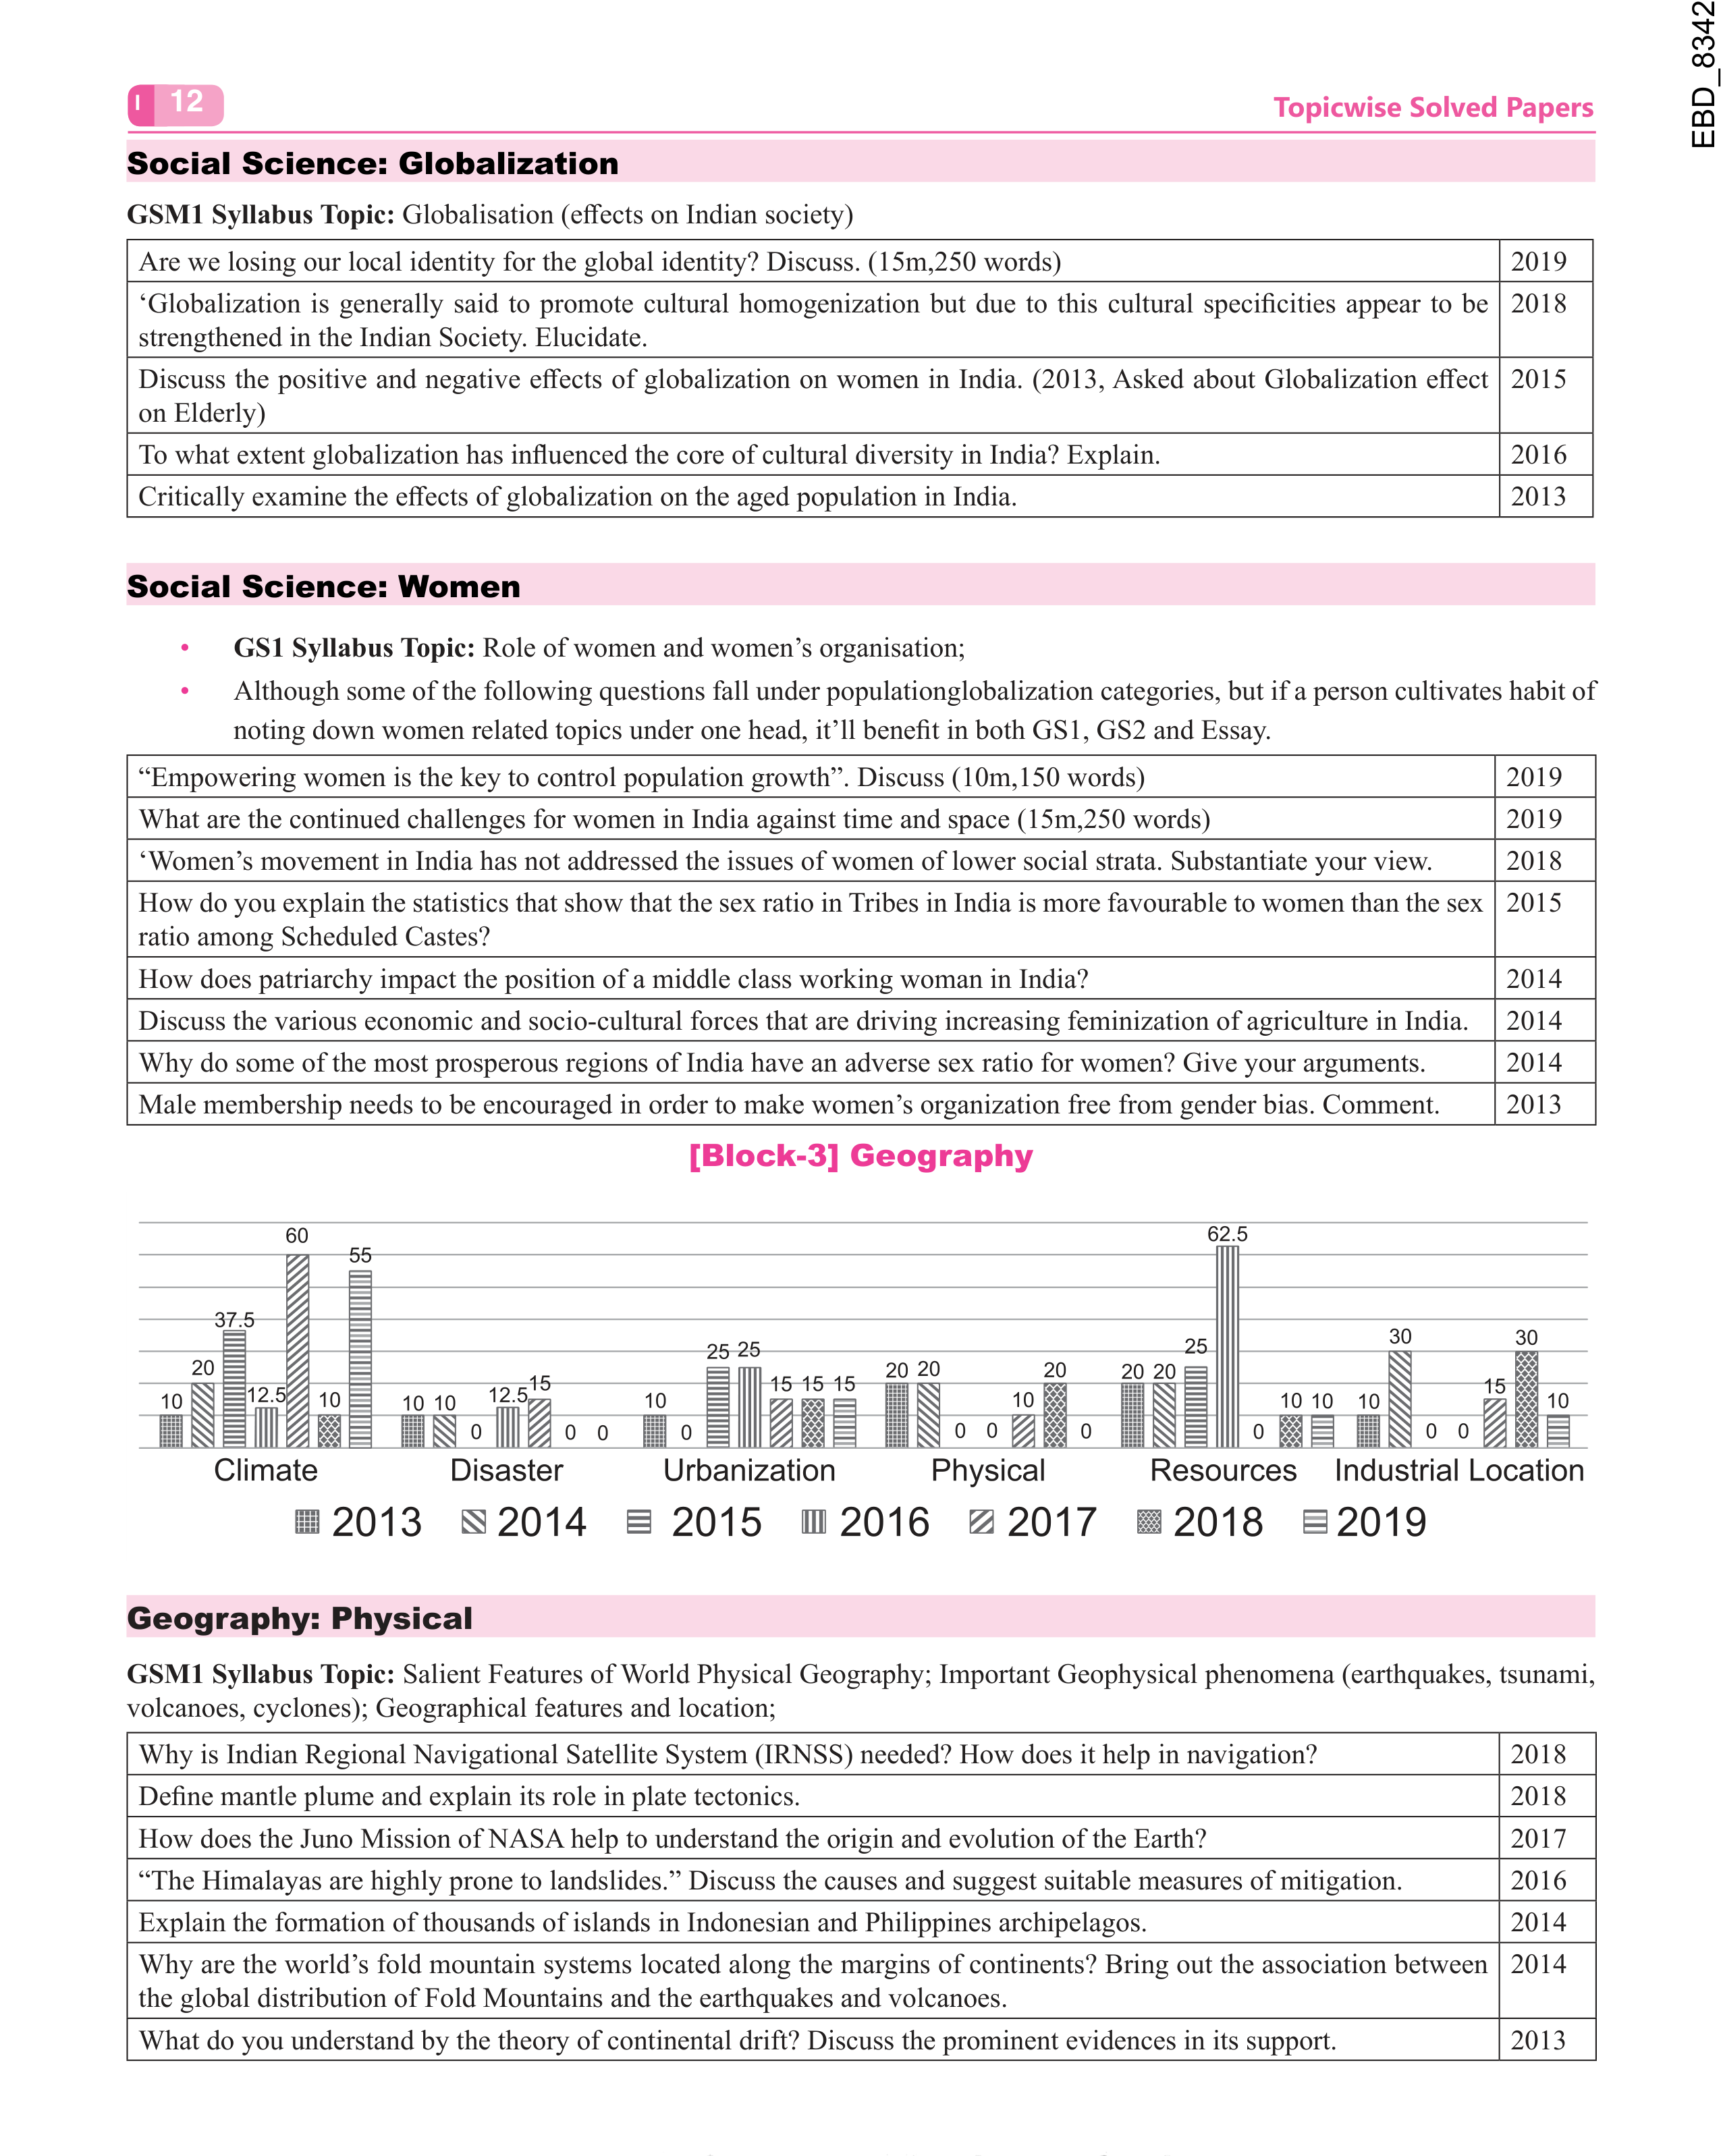 EBD_8342
I 12
Topicwise Solved Papers
Social Science: Globalization
GSM1 Syllabus Topic: Globalisation (effects on Indian society)
Are we losing our local identity for the global identity? Discuss. (15m,250 words) 2019
‘Globalization is generally said to promote cultural homogenization but due to this cultural specificities appear to be 2018
strengthened in the Indian Society. Elucidate.
Discuss the positive and negative effects of globalization on women in India. (2013, Asked about Globalization effect 2015
on Elderly)
To what extent globalization has influenced the core of cultural diversity in India? Explain. 2016
Critically examine the effects of globalization on the aged population in India. 2013
Social Science: Women
• GS1 Syllabus Topic: Role of women and women’s organisation;
• Although some of the following questions fall under populationglobalization categories, but if a person cultivates habit of
noting down women related topics under one head, it’ll benefit in both GS1, GS2 and Essay.
“Empowering women is the key to control population growth”. Discuss (10m,150 words) 2019
What are the continued challenges for women in India against time and space (15m,250 words) 2019
‘Women’s movement in India has not addressed the issues of women of lower social strata. Substantiate your view. 2018
How do you explain the statistics that show that the sex ratio in Tribes in India is more favourable to women than the sex 2015
ratio among Scheduled Castes?
How does patriarchy impact the position of a middle class working woman in India? 2014
Discuss the various economic and socio-cultural forces that are driving increasing feminization of agriculture in India. 2014
Why do some of the most prosperous regions of India have an adverse sex ratio for women? Give your arguments. 2014
Male membership needs to be encouraged in order to make women’s organization free from gender bias. Comment. 2013
[Block-3] Geography
10 20 37.5 12.5 60 10 55
10 10 0 12.5 15 0 0
10 0 25 25 15 15 15
20 20 0 0 10 20 0
20 20 25 62.5 0 10 10
10 30 0 0 15 30 10
Climate Disaster Urbanization Physical Resources Industrial Location
2013 2014 2015 2016 2017 2018 2019
Geography: Physical
GSM1 Syllabus Topic: Salient Features of World Physical Geography; Important Geophysical phenomena (earthquakes, tsunami,
volcanoes, cyclones); Geographical features and location;
Why is Indian Regional Navigational Satellite System (IRNSS) needed? How does it help in navigation? 2018
Define mantle plume and explain its role in plate tectonics. 2018
How does the Juno Mission of NASA help to understand the origin and evolution of the Earth? 2017
“The Himalayas are highly prone to landslides.” Discuss the causes and suggest suitable measures of mitigation. 2016
Explain the formation of thousands of islands in Indonesian and Philippines archipelagos. 2014
Why are the world’s fold mountain systems located along the margins of continents? Bring out the association between 2014
the global distribution of Fold Mountains and the earthquakes and volcanoes.
What do you understand by the theory of continental drift? Discuss the prominent evidences in its support. 2013